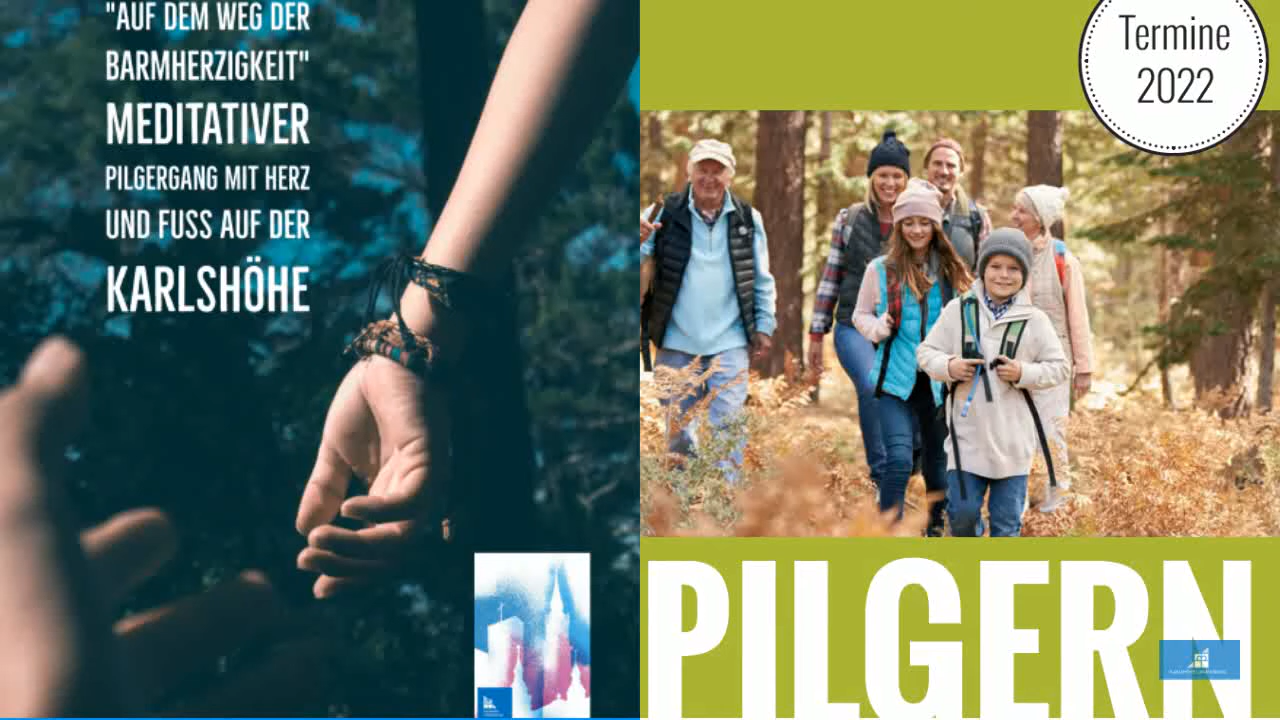 "AUF DEM WEG DER
BARMHERZIGKEIT"
MEDITATIVER
PILGERGANG MIT HERZ
UND FUSS AUF DER
KARLSHÖHE
Termine
2022
PILGERN